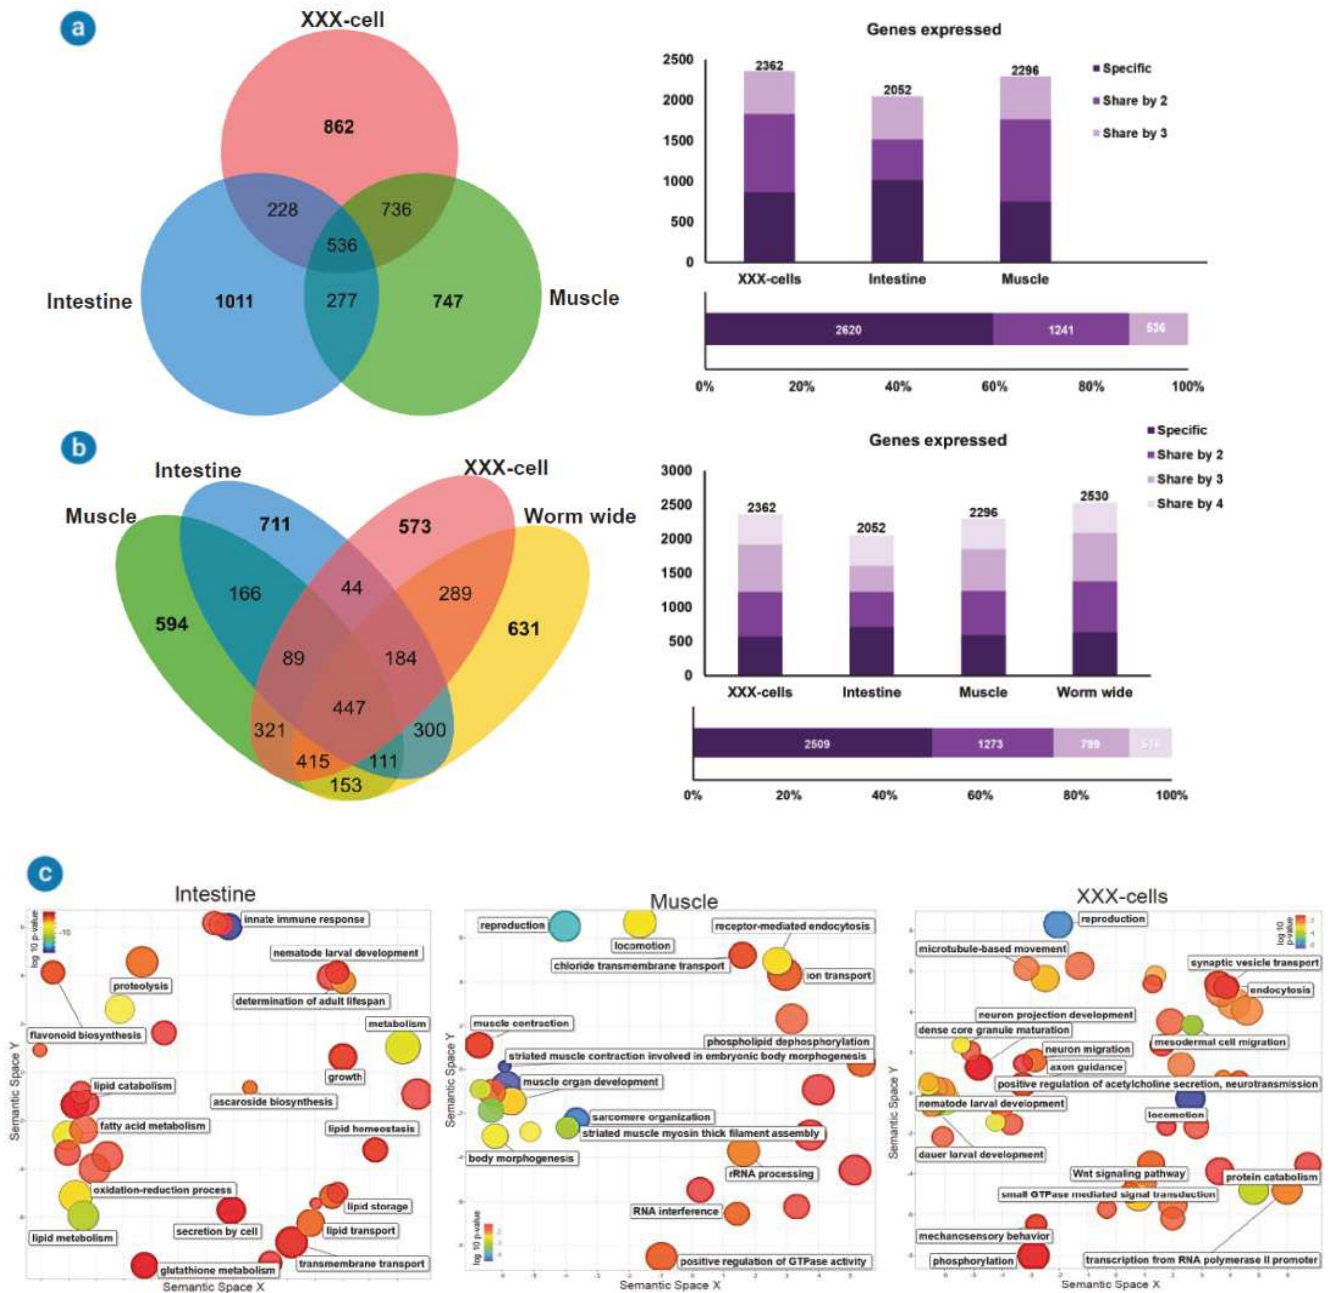 a
XXX-cell
862
228
736
536
Intestine
1011
277
747
Muscle
Genes expressed
2500
2000
1500
1000
500
0
2362
2052
2296
Specific
Share by 2
Share by 3
XXX-cells
Intestine
Muscle
2620
1241
536
0%
20%
40%
60%
80%
100%
b
Intestine
XXX-cell
Muscle
Worm wide
711
573
166
44
289
594
631
89
184
447
321
300
415
111
153
Genes expressed
Specific
Share by 2
Share by 3
Share by 4
3000
2500
2000
1500
1000
500
0
2362
2052
2296
2530
XXX-cells
Intestine
Muscle
Worm wide
2509
1273
799
0%
20%
40%
60%
80%
100%
c
Intestine
log 10 p-value
-10
innate immune response
nematode larval development
proteolysis
determination of adult lifespan
metabolism
flavonoid biosynthesis
growth
lipid catabolism
ascaroside biosynthesis
fatty acid metabolism
lipid homeostasis
oxidation-reduction process
lipid storage
secretion by cell
lipid transport
lipid metabolism
transmembrane transport
glutathione metabolism
Semantic Space Y
Semantic Space X
Muscle
reproduction
locomotion
receptor-mediated endocytosis
chloride transmembrane transport
ion transport
muscle contraction
phospholipid dephosphorylation
striated muscle contraction involved in embryonic body morphogenesis
muscle organ development
sarcomere organization
striated muscle myosin thick filament assembly
body morphogenesis
rRNA processing
RNA interference
positive regulation of GTPase activity
log 10 p-value
Semantic Space Y
Semantic Space X
XXX-cells
reproduction
log 10
p-value
microtubule-based movement
synaptic vesicle transport
endocytosis
neuron projection development
dense core granule maturation
mesodermal cell migration
neuron migration
axon guidance
positive regulation of acetylcholine secretion, neurotransmission
nematode larval development
locomotion
dauer larval development
Wnt signaling pathway
protein catabolism
small GTPase mediated signal transduction
mechanosensory behavior
phosphorylation
transcription from RNA polymerase II promoter
Semantic Space Y
Semantic Space X